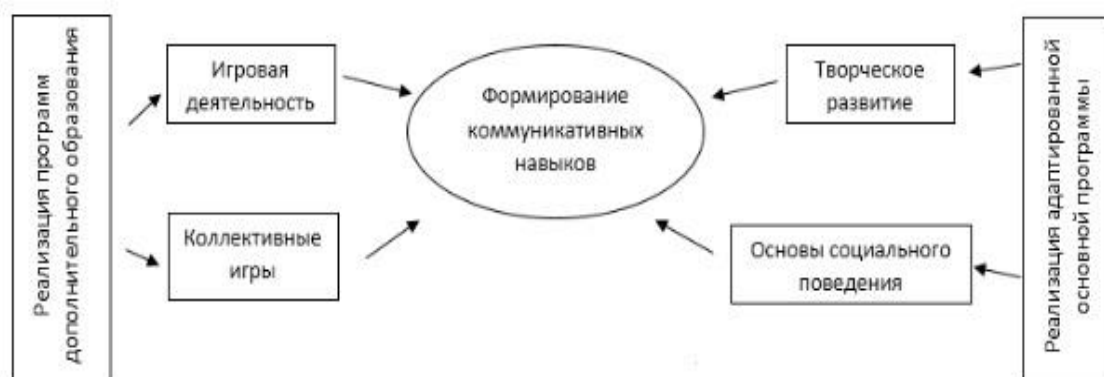 Реализация программ
дополнительного образования
Игровая
деятельность
Коллективные
игры
Формирование
коммуникативных
навыков
Творческое
развитие
Основы социального
поведения
Реализация адаптированной
основной программы